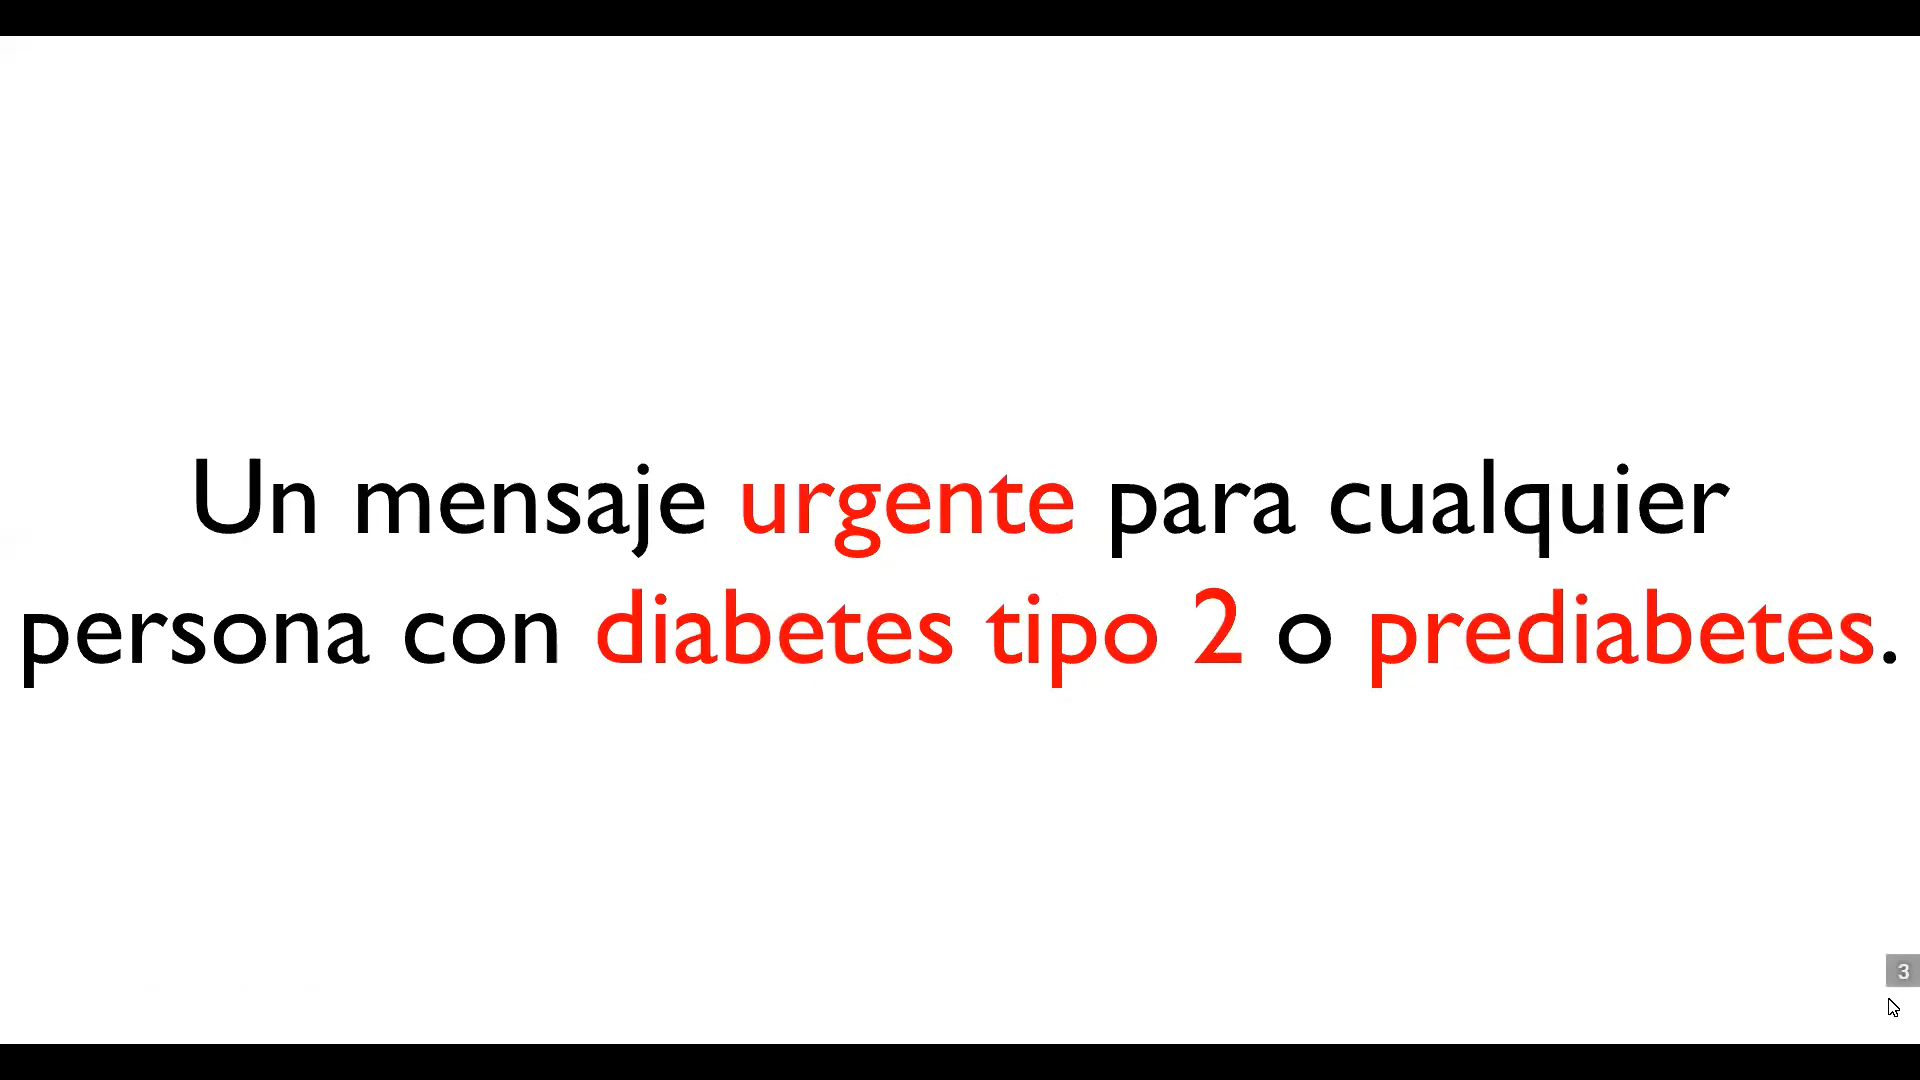 Un mensaje urgente para cualquier
persona con diabetes tipo 2 o prediabetes.
3